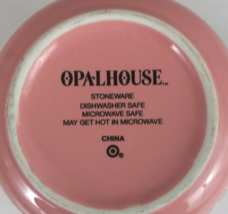 OPALHOUSE™
STONEWARE
DISHWASHER SAFE
MICROWAVE SAFE
MAY GET HOT IN MICROWAVE
CHINA
®